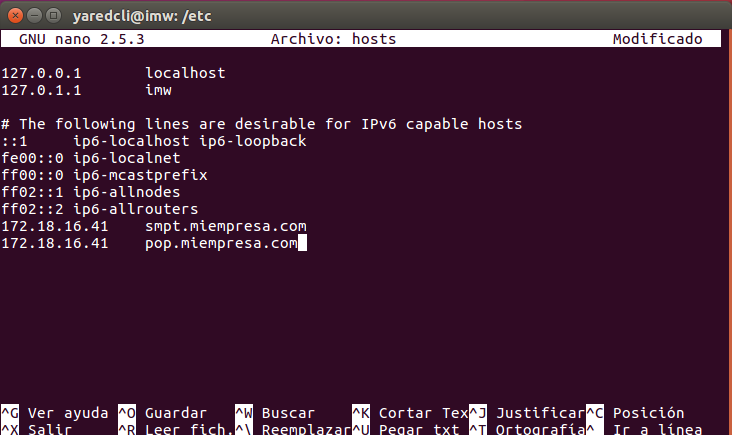 yaredcli@imw: /etc
GNU nano 2.5.3 Archivo: hosts Modificado
127.0.0.1 localhost
127.0.1.1 imw
# The following lines are desirable for IPv6 capable hosts
::1 ip6-localhost ip6-loopback
fe00::0 ip6-localnet
ff00::0 ip6-mcastprefix
ff02::1 ip6-allnodes
ff02::2 ip6-allrouters
172.18.16.41 smpt.miempresa.com
172.18.16.41 pop.miempresa.com
^G Ver ayuda ^O Guardar ^W Buscar ^K Cortar Tex ^J Justificar ^C Posición
^X Salir ^R Leer fich. ^\ Reemplazar ^U Pegar txt ^T Ortografía ^_ Ir a línea